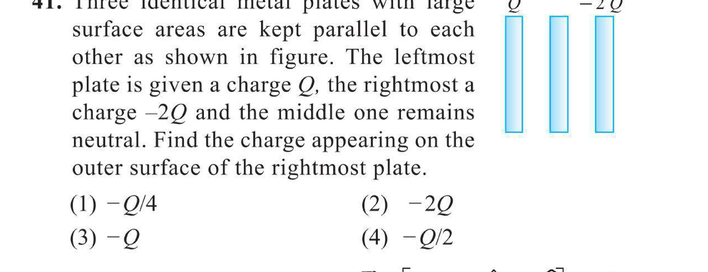 41. Three identical metal plates with large
surface areas are kept parallel to each
other as shown in figure. The leftmost
plate is given a charge Q, the rightmost a
charge –2Q and the middle one remains
neutral. Find the charge appearing on the
outer surface of the rightmost plate.
(1) −Q/4
(2) −2Q
(3) −Q
(4) −Q/2
Q
−2Q